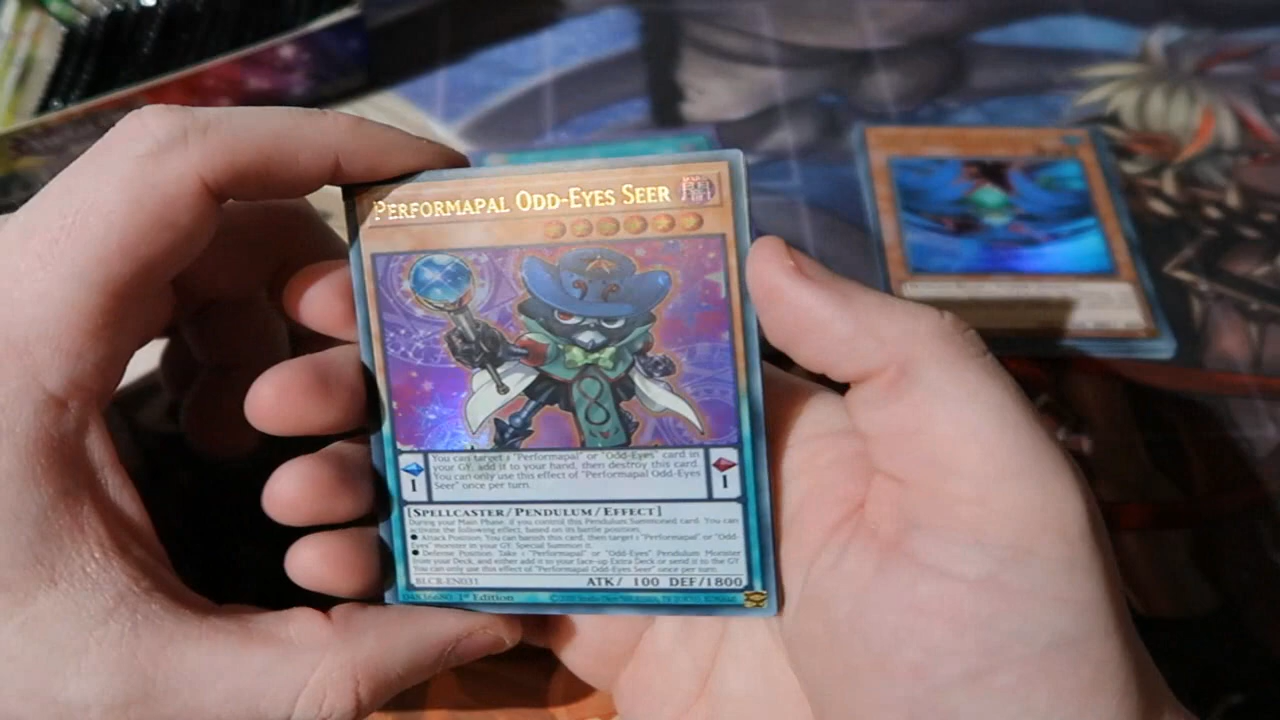 PERFORMAPAL ODD-EYES SEER
You can target 1 "Performapal" or "Odd-Eyes" card in
your GY; add it to your hand, then destroy this card.
You can only use this effect of "Performapal Odd-Eyes
Seer" once per turn.
1
1
[SPELLCASTER/PENDULUM/EFFECT]
During your Main Phase, if you control this Pendulum Summoned card: You can
activate the following effect, based on its battle position.
● Attack Position: You can banish this card, then target 1 "Performapal" or "Odd-
Eyes" monster in your GY; Special Summon it.
● Defense Position: Take 1 "Performapal" or "Odd-Eyes" Pendulum Monster
from your Deck, and either add it to your face-up Extra Deck or send it to the GY.
You can only use this effect of "Performapal Odd-Eyes Seer" once per turn.
BLCR-EN031
ATK/ 100 DEF/1800
04836680 1st Edition